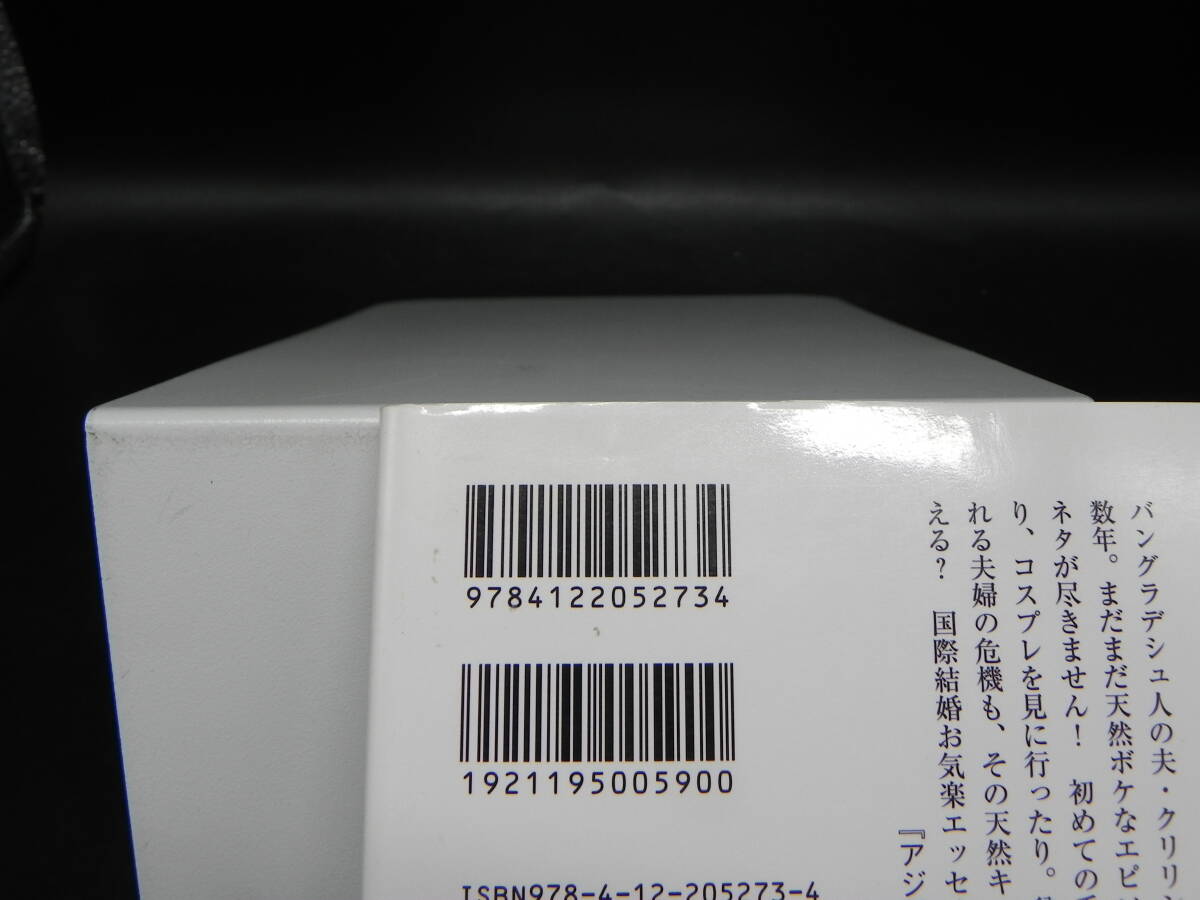 9784122052734
1921195005900
ISBN978-4-12-205273-4
バングラデシュ人の夫・クリ
数年。まだまだ天然ボケなエピ
ネタが尽きません！　初めての
り、コスプレを見に行ったり。
れる夫婦の危機も、その天然キ
える？　国際結婚お気楽エッセ
『アジ